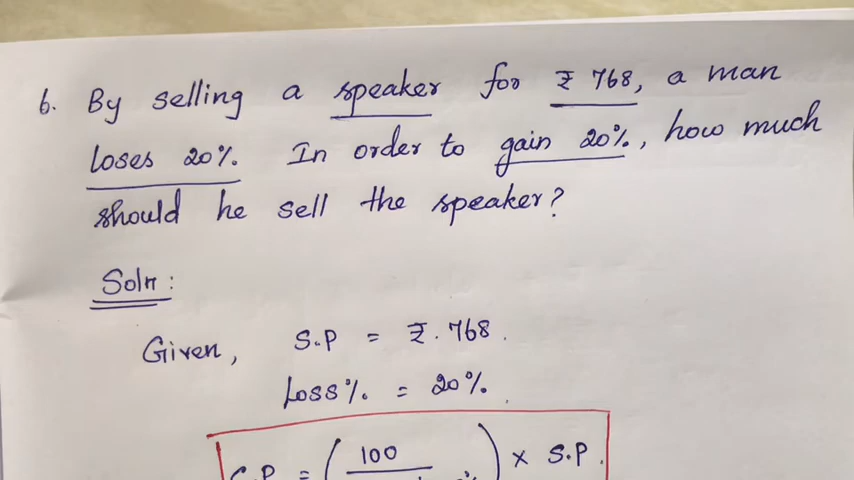 6. By selling a speaker for ₹ 768, a man
loses 20%. In order to gain 20%, how much
should he sell the speaker?
Soln:
Given, S.P = ₹. 768.
Loss% = 20%.
C.P = ( 100 ) × S.P.